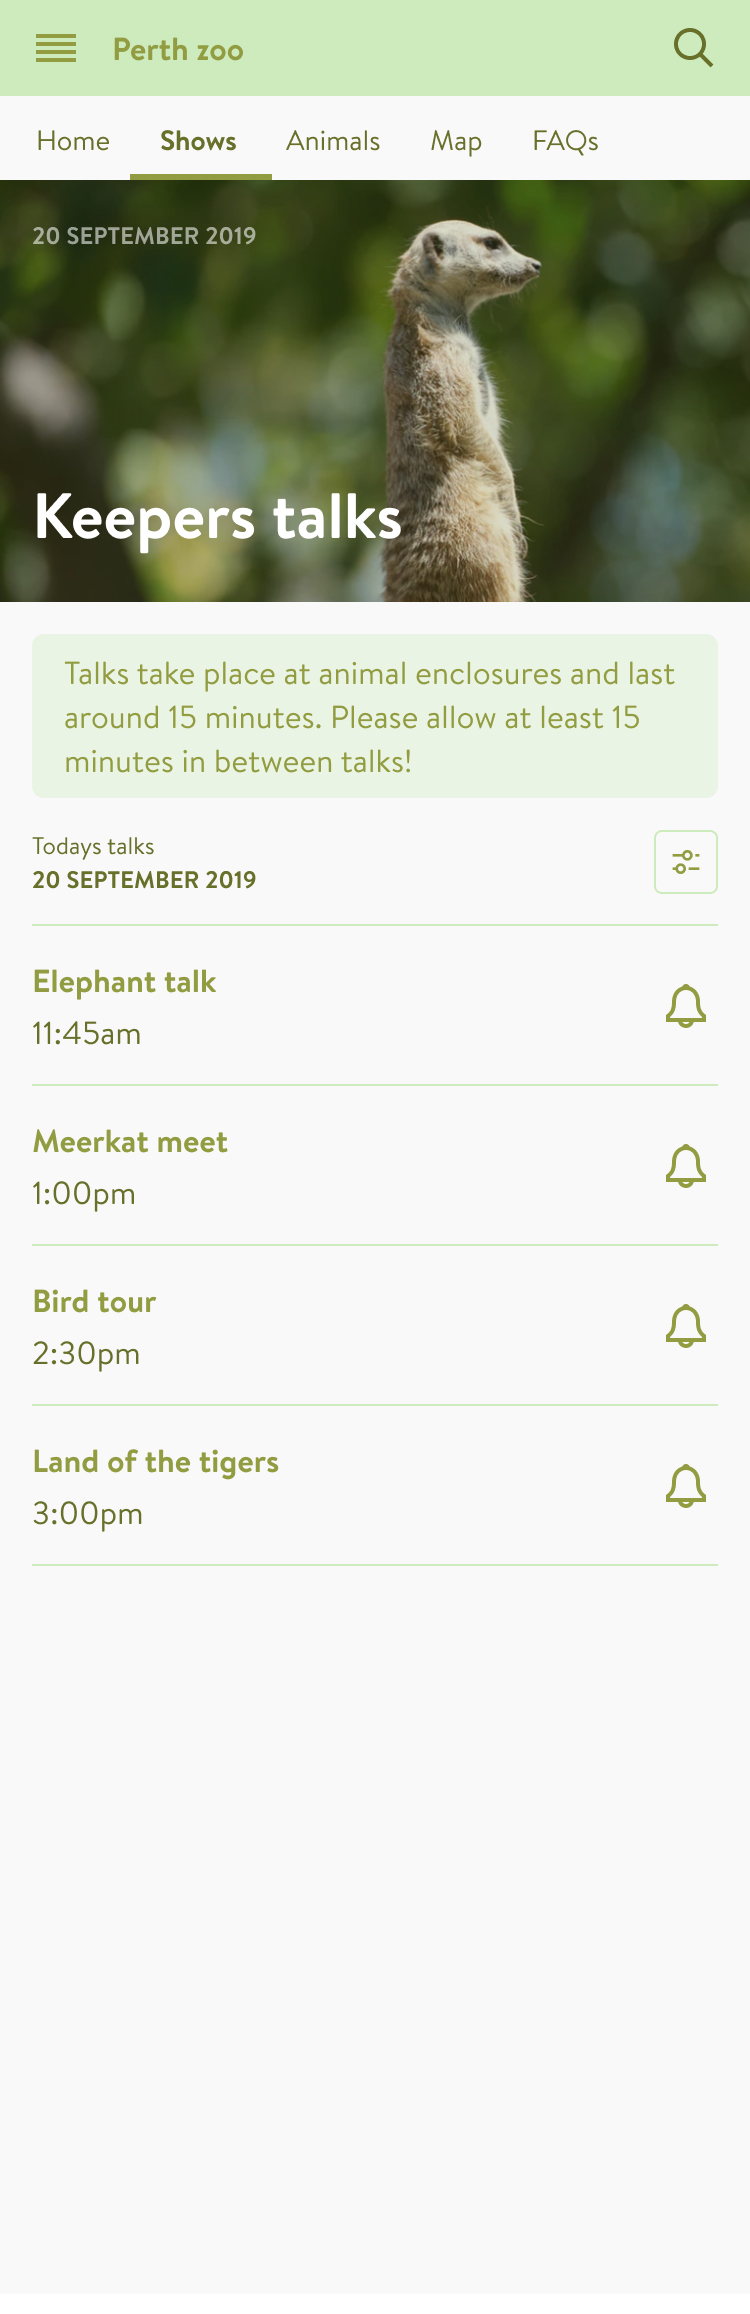 Perth zoo
Home Shows Animals Map FAQs
20 SEPTEMBER 2019
Keepers talks
Talks take place at animal enclosures and last
around 15 minutes. Please allow at least 15
minutes in between talks!
Todays talks
20 SEPTEMBER 2019
Elephant talk
11:45am
Meerkat meet
1:00pm
Bird tour
2:30pm
Land of the tigers
3:00pm